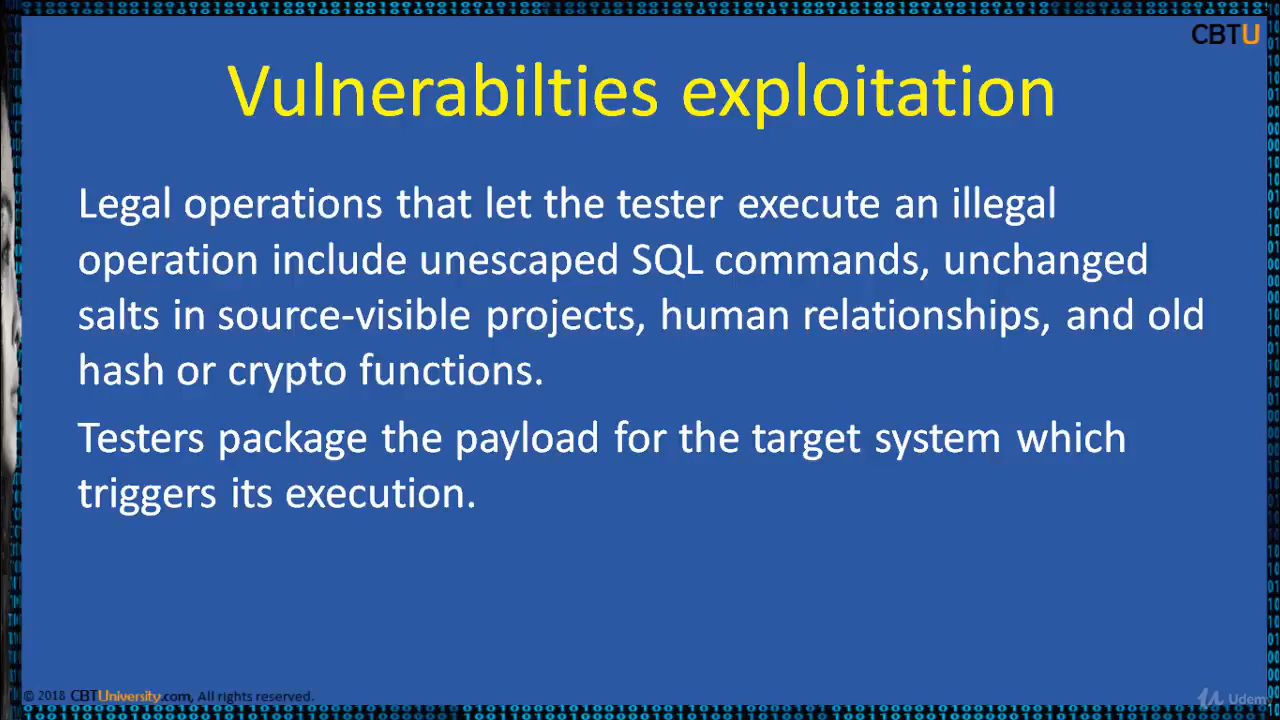 CBTU
Vulnerabilties exploitation
Legal operations that let the tester execute an illegal
operation include unescaped SQL commands, unchanged
salts in source-visible projects, human relationships, and old
hash or crypto functions.
Testers package the payload for the target system which
triggers its execution.
© 2018 CBTUniversity.com, All rights reserved.
Udemy